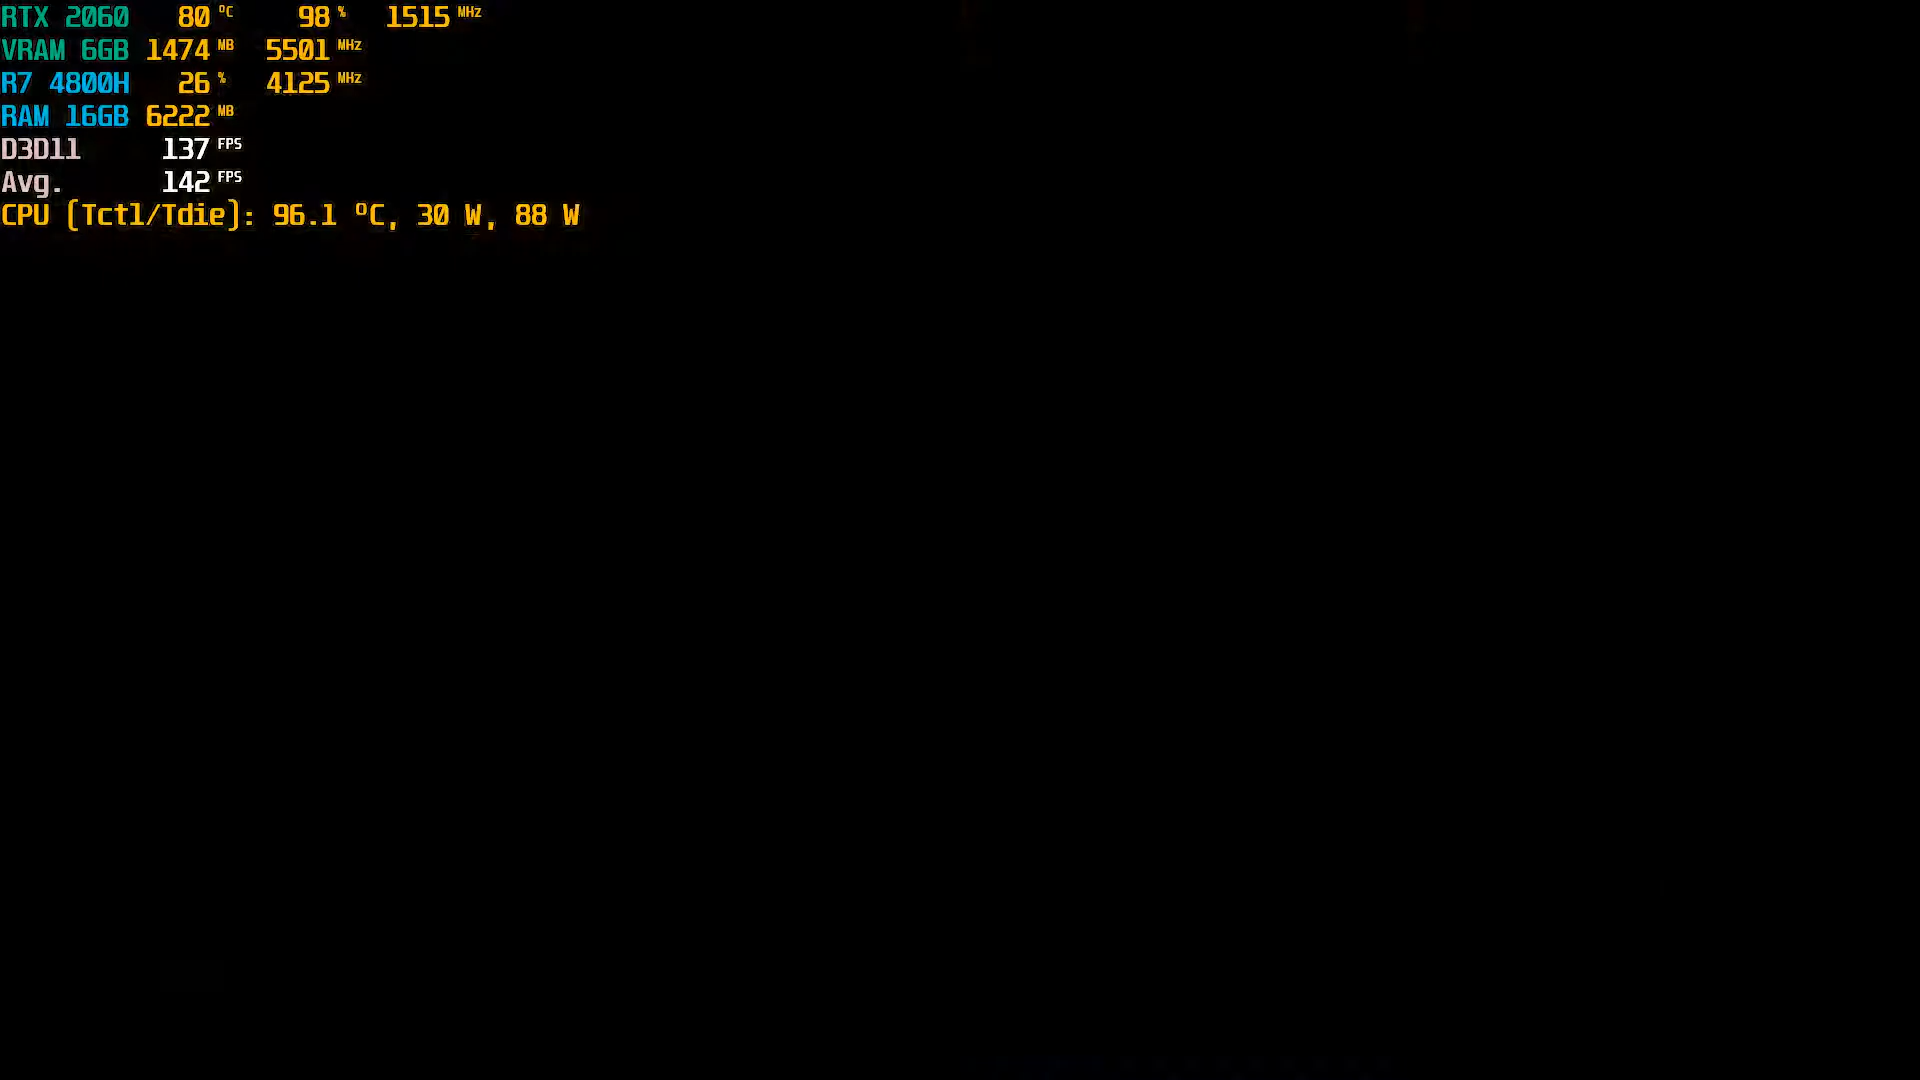 RTX 2060 80 °C 98 % 1515 MHz
VRAM 6GB 1474 MB 5501 MHz
R7 4800H 26 % 4125 MHz
RAM 16GB 6222 MB
D3D11 137 FPS
Avg. 142 FPS
CPU [Tctl/Tdie]: 96.1 ºC, 30 W, 88 W